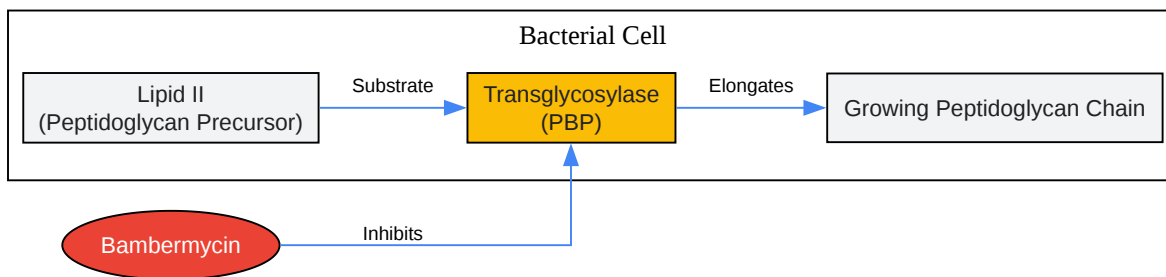 Bacterial Cell
Lipid II
(Peptidoglycan Precursor)
Substrate
Transglycosylase
(PBP)
Elongates
Growing Peptidoglycan Chain
Bambermycin
Inhibits